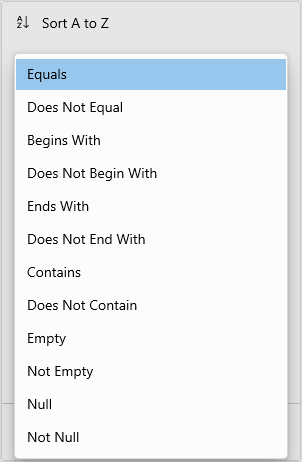 Sort A to Z
Equals
Does Not Equal
Begins With
Does Not Begin With
Ends With
Does Not End With
Contains
Does Not Contain
Empty
Not Empty
Null
Not Null